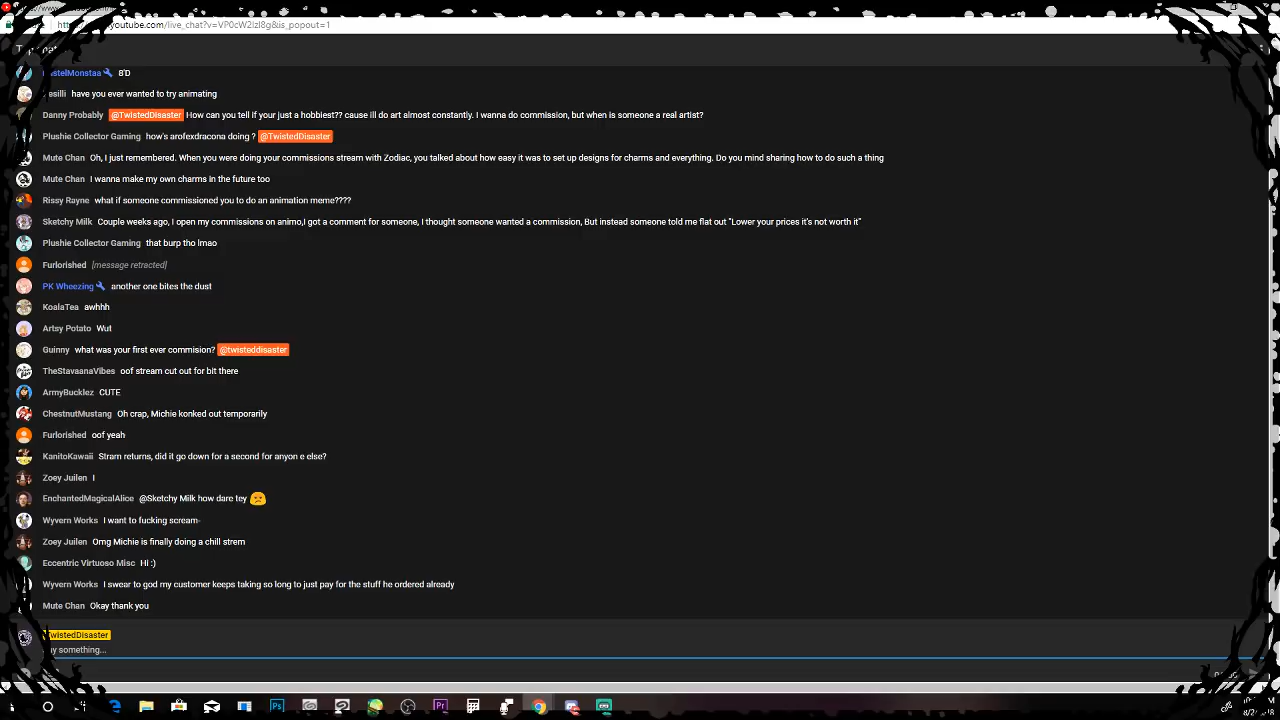 youtube.com/live_chat?v=VP0cW2IzI8g&is_popout=1
8'D
have you ever wanted to try animating
Danny Probably @TwistedDisaster How can you tell if your just a hobbiest?? cause ill do art almost constantly. I wanna do commission, but when is someone a real artist?
Plushie Collector Gaming how's arofexdracona doing ? @TwistedDisaster
Mute Chan Oh, I just remembered. When you were doing your commissions stream with Zodiac, you talked about how easy it was to set up designs for charms and everything. Do you mind sharing how to do such a thing
Mute Chan I wanna make my own charms in the future too
Rissy Rayne what if someone commissioned you to do an animation meme????
Sketchy Milk Couple weeks ago, I open my commissions on animo,I got a comment for someone, I thought someone wanted a commission, But instead someone told me flat out "Lower your prices it's not worth it"
Plushie Collector Gaming that burp tho lmao
Furlorished [message retracted]
PK Wheezing another one bites the dust
KoalaTea awhhh
Artsy Potato Wut
Guinny what was your first ever commision? @twisteddisaster
TheStavaanaVibes oof stream cut out for bit there
ArmyBucklez CUTE
ChestnutMustang Oh crap, Michie konked out temporarily
Furlorished oof yeah
KanitoKawaii Stram returns, did it go down for a second for anyon e else?
Zoey Juilen I
EnchantedMagicalAlice @Sketchy Milk how dare tey
Wyvern Works I want to fucking scream-
Zoey Juilen Omg Michie is finally doing a chill strem
Eccentric Virtuoso Misc Hi :)
Wyvern Works I swear to god my customer keeps taking so long to just pay for the stuff he ordered already
Mute Chan Okay thank you
TwistedDisaster
something...